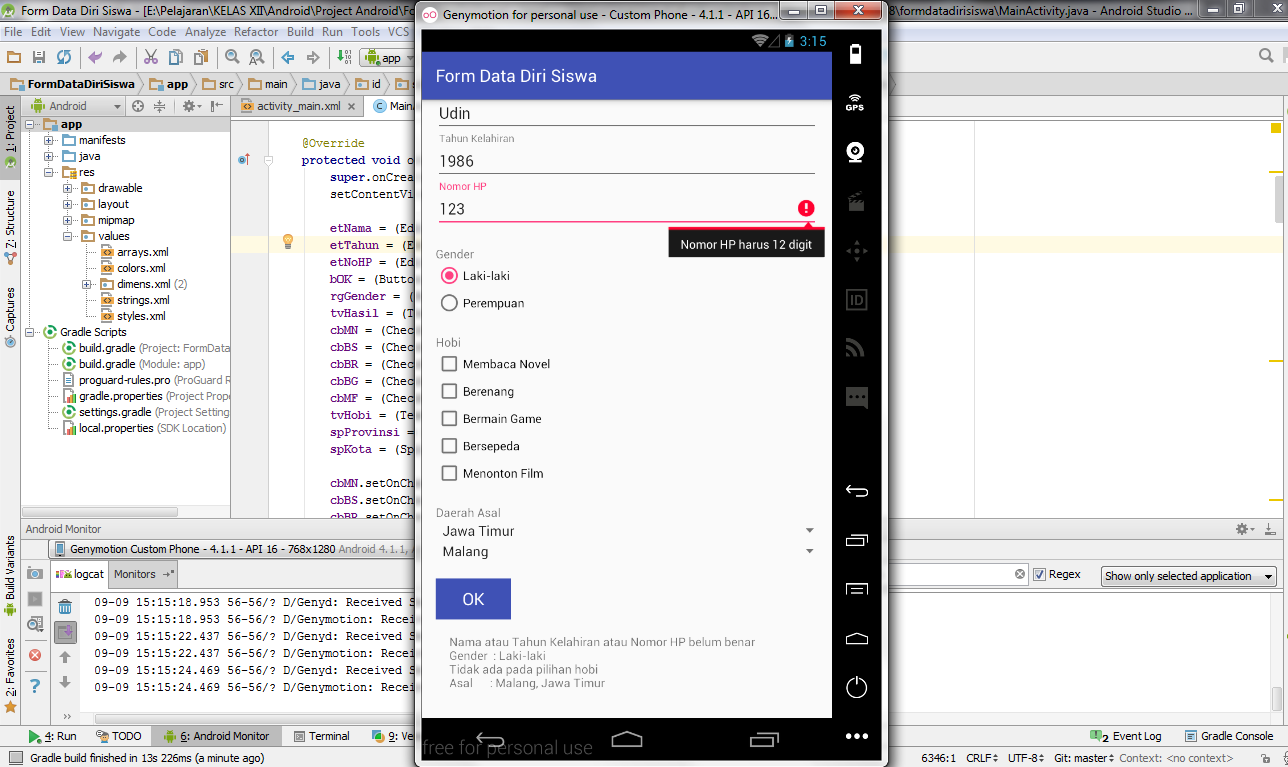 Form Data Diri Siswa - [E:\Pelajaran\KELAS XII\Android\Project Andro
Genymotion for personal use - Custom Phone - 4.1.1 - API 16...
formdatadirisiswa\MainActivity.java - Android Studio ...
File Edit View Navigate Code Analyze Refactor Build Run Tools VCS
3:15
app
GPS
Form Data Diri Siswa
FormDataDiriSiswa app src main java id
Android
activity_main.xml
Main
1: Project
Z: Structure
Captures
Build Variants
2: Favorites
app
manifests
java
res
drawable
layout
mipmap
values
arrays.xml
colors.xml
dimens.xml (2)
strings.xml
styles.xml
Gradle Scripts
build.gradle (Project: FormData
build.gradle (Module: app)
proguard-rules.pro (ProGuard R
gradle.properties (Project Prope
settings.gradle (Project Setting
local.properties (SDK Location)
@Override
protected void o
super.onCrea
setContentVi
etNama = (Ed
etTahun = (E
etNoHP = (Ed
bOK = (Butto
rgGender = (
tvHasil = (T
cbMN = (Chec
cbBS = (Chec
cbBR = (Chec
cbBG = (Chec
cbMF = (Chec
tvHobi = (Te
spProvinsi =
spKota = (Sp
cbMN.setOnCh
cbBS.setOnCh
cbBR.setOnCh
Udin
Tahun Kelahiran
1986
Nomor HP
123
Nomor HP harus 12 digit
Gender
Laki-laki
Perempuan
Hobi
Membaca Novel
Berenang
Bermain Game
Bersepeda
Menonton Film
Daerah Asal
Jawa Timur
Malang
OK
Nama atau Tahun Kelahiran atau Nomor HP belum benar
Gender : Laki-laki
Tidak ada pada pilihan hobi
Asal : Malang, Jawa Timur
free for personal use
ID
Android Monitor
Genymotion Custom Phone - 4.1.1 - API 16 - 768x1280 Android 4.1.1,
logcat
Monitors
Regex
Show only selected application
09-09 15:15:18.953 56-56/? D/Genyd: Received S
09-09 15:15:18.953 56-56/? D/Genymotion: Recei
09-09 15:15:22.437 56-56/? D/Genyd: Received S
09-09 15:15:22.437 56-56/? D/Genymotion: Recei
09-09 15:15:24.469 56-56/? D/Genyd: Received S
09-09 15:15:24.469 56-56/? D/Genymotion: Recei
4: Run TODO 6: Android Monitor Terminal 9: Ve
2 Event Log Gradle Console
Gradle build finished in 13s 226ms (a minute ago)
61:96 CRLF UTF-8 Git: master Context: <no context>